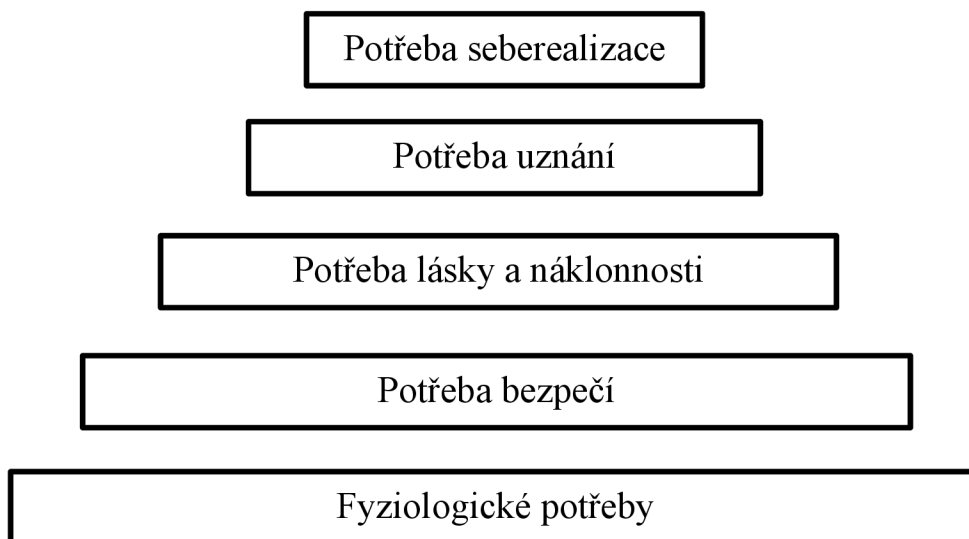 Potřeba seberealizace
Potřeba uznání
Potřeba lásky a náklonnosti
Potřeba bezpečí
Fyziologické potřeby